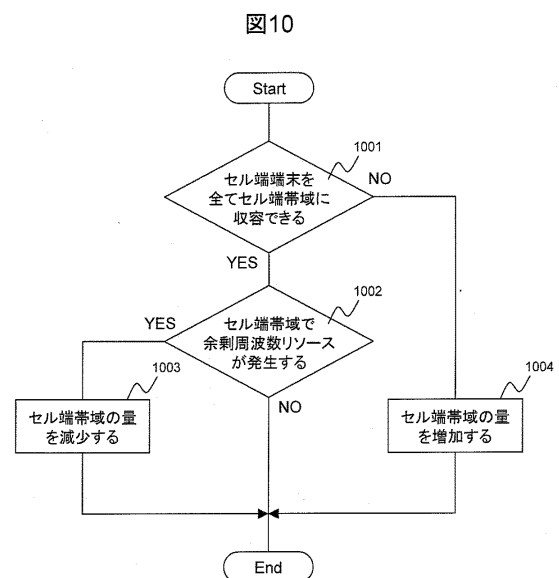 図10
Start
1001
セル端端末を
全てセル端帯域に
収容できる
NO
YES
1002
セル端帯域で
余剰周波数リソース
が発生する
YES
NO
1003
セル端帯域の量
を減少する
1004
セル端帯域の量
を増加する
End